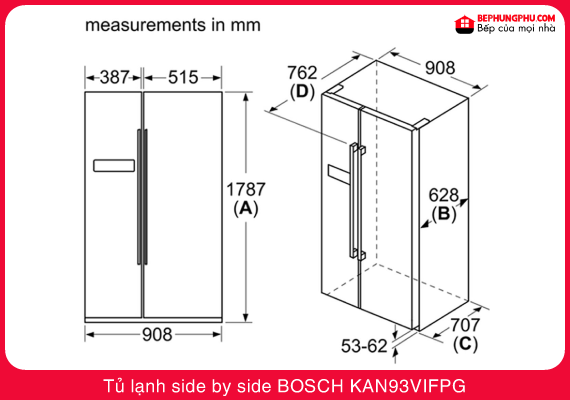 measurements in mm
BEPHUNGPHU.COM
Bếp của mọi nhà
387
515
1787
(A)
908
762
(D)
908
628
(B)
53-62
707
(C)
Tủ lạnh side by side BOSCH KAN93VIFPG